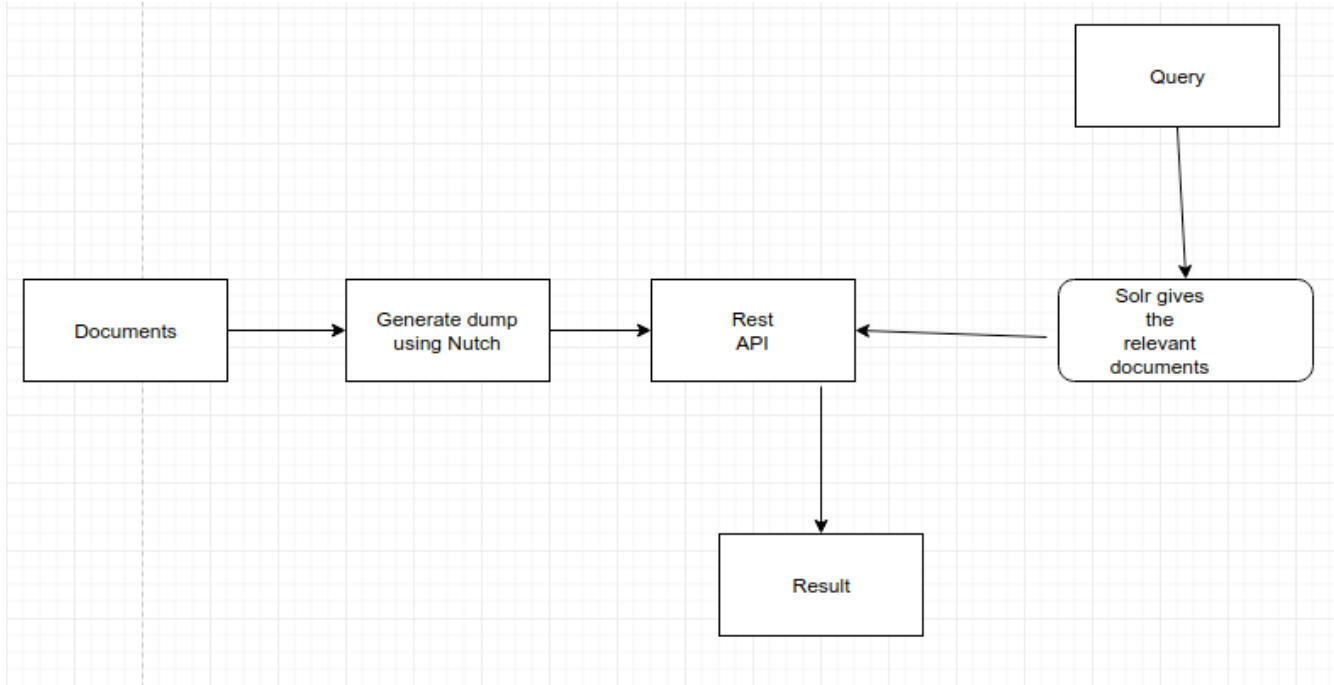 Query
Documents
Generate dump
using Nutch
Rest
API
Solr gives
the
relevant
documents
Result